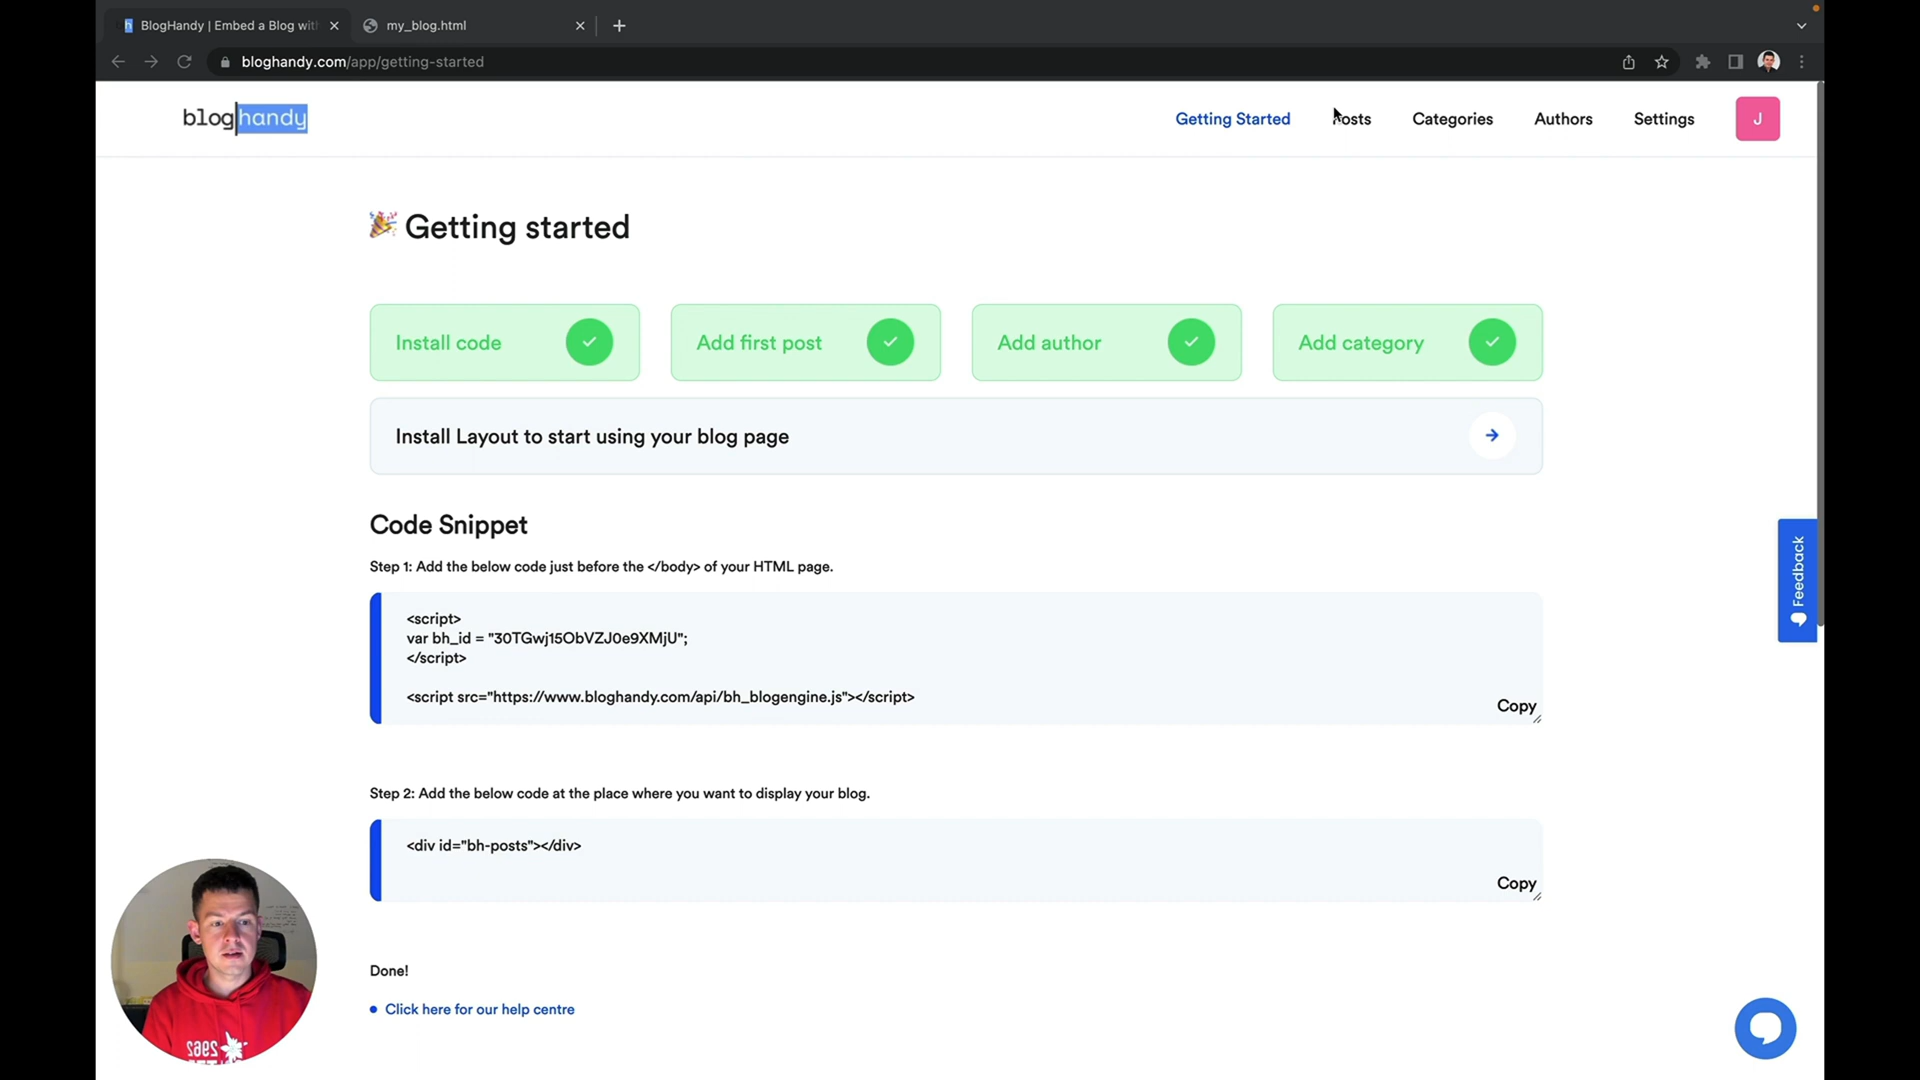 BlogHandy | Embed a Blog with
my_blog.html
bloghandy.com/app/getting-started
bloghandy
Getting Started
Posts
Categories
Authors
Settings
J
Getting started
Install code
Add first post
Add author
Add category
Install Layout to start using your blog page
Code Snippet
Step 1: Add the below code just before the </body> of your HTML page.
<script>
var bh_id = "30TGwj15ObVZJ0e9XMjU";
</script>
<script src="https://www.bloghandy.com/api/bh_blogengine.js"></script>
Copy
Step 2: Add the below code at the place where you want to display your blog.
<div id="bh-posts"></div>
Copy
Done!
Click here for our help centre
Feedback
2962